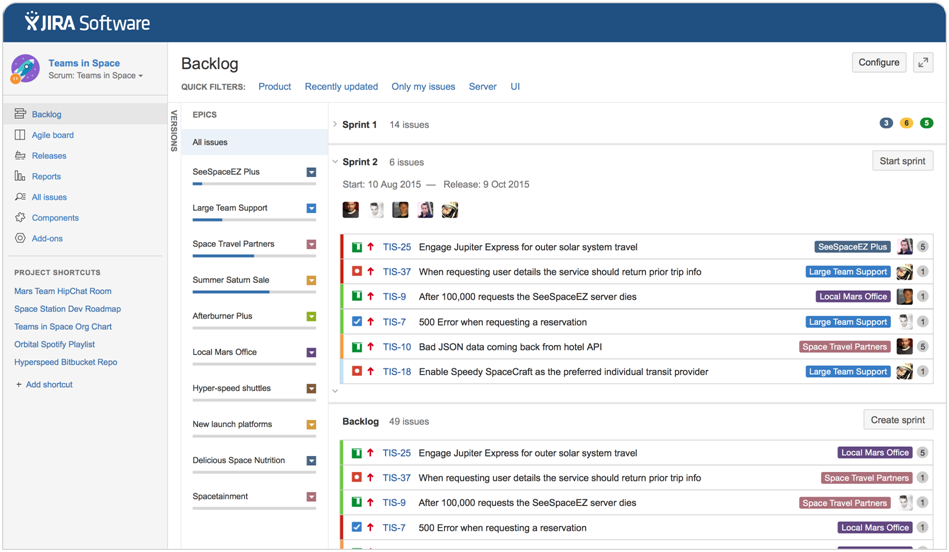 JIRA Software
Teams in Space
Scrum: Teams in Space
Backlog
Agile board
Releases
Reports
All issues
Components
Add-ons
PROJECT SHORTCUTS
Mars Team HipChat Room
Space Station Dev Roadmap
Teams in Space Org Chart
Orbital Spotify Playlist
Hyperspeed Bitbucket Repo
+ Add shortcut
Backlog
Configure
QUICK FILTERS: Product Recently updated Only my issues Server UI
VERSIONS
EPICS
All issues
SeeSpaceEZ Plus
Large Team Support
Space Travel Partners
Summer Saturn Sale
Afterburner Plus
Local Mars Office
Hyper-speed shuttles
New launch platforms
Delicious Space Nutrition
Spacetainment
Sprint 1 14 issues 3 6 5
Sprint 2 6 issues Start sprint
Start: 10 Aug 2015 — Release: 9 Oct 2015
TIS-25 Engage Jupiter Express for outer solar system travel SeeSpaceEZ Plus 5
TIS-37 When requesting user details the service should return prior trip info Large Team Support 1
TIS-9 After 100,000 requests the SeeSpaceEZ server dies Local Mars Office 1
TIS-7 500 Error when requesting a reservation Large Team Support 1
TIS-10 Bad JSON data coming back from hotel API Space Travel Partners 5
TIS-18 Enable Speedy SpaceCraft as the preferred individual transit provider Large Team Support 1
Backlog 49 issues Create sprint
TIS-25 Engage Jupiter Express for outer solar system travel Local Mars Office 5
TIS-37 When requesting user details the service should return prior trip info Space Travel Partners 1
TIS-9 After 100,000 requests the SeeSpaceEZ server dies Space Travel Partners 1
TIS-7 500 Error when requesting a reservation Local Mars Office 1